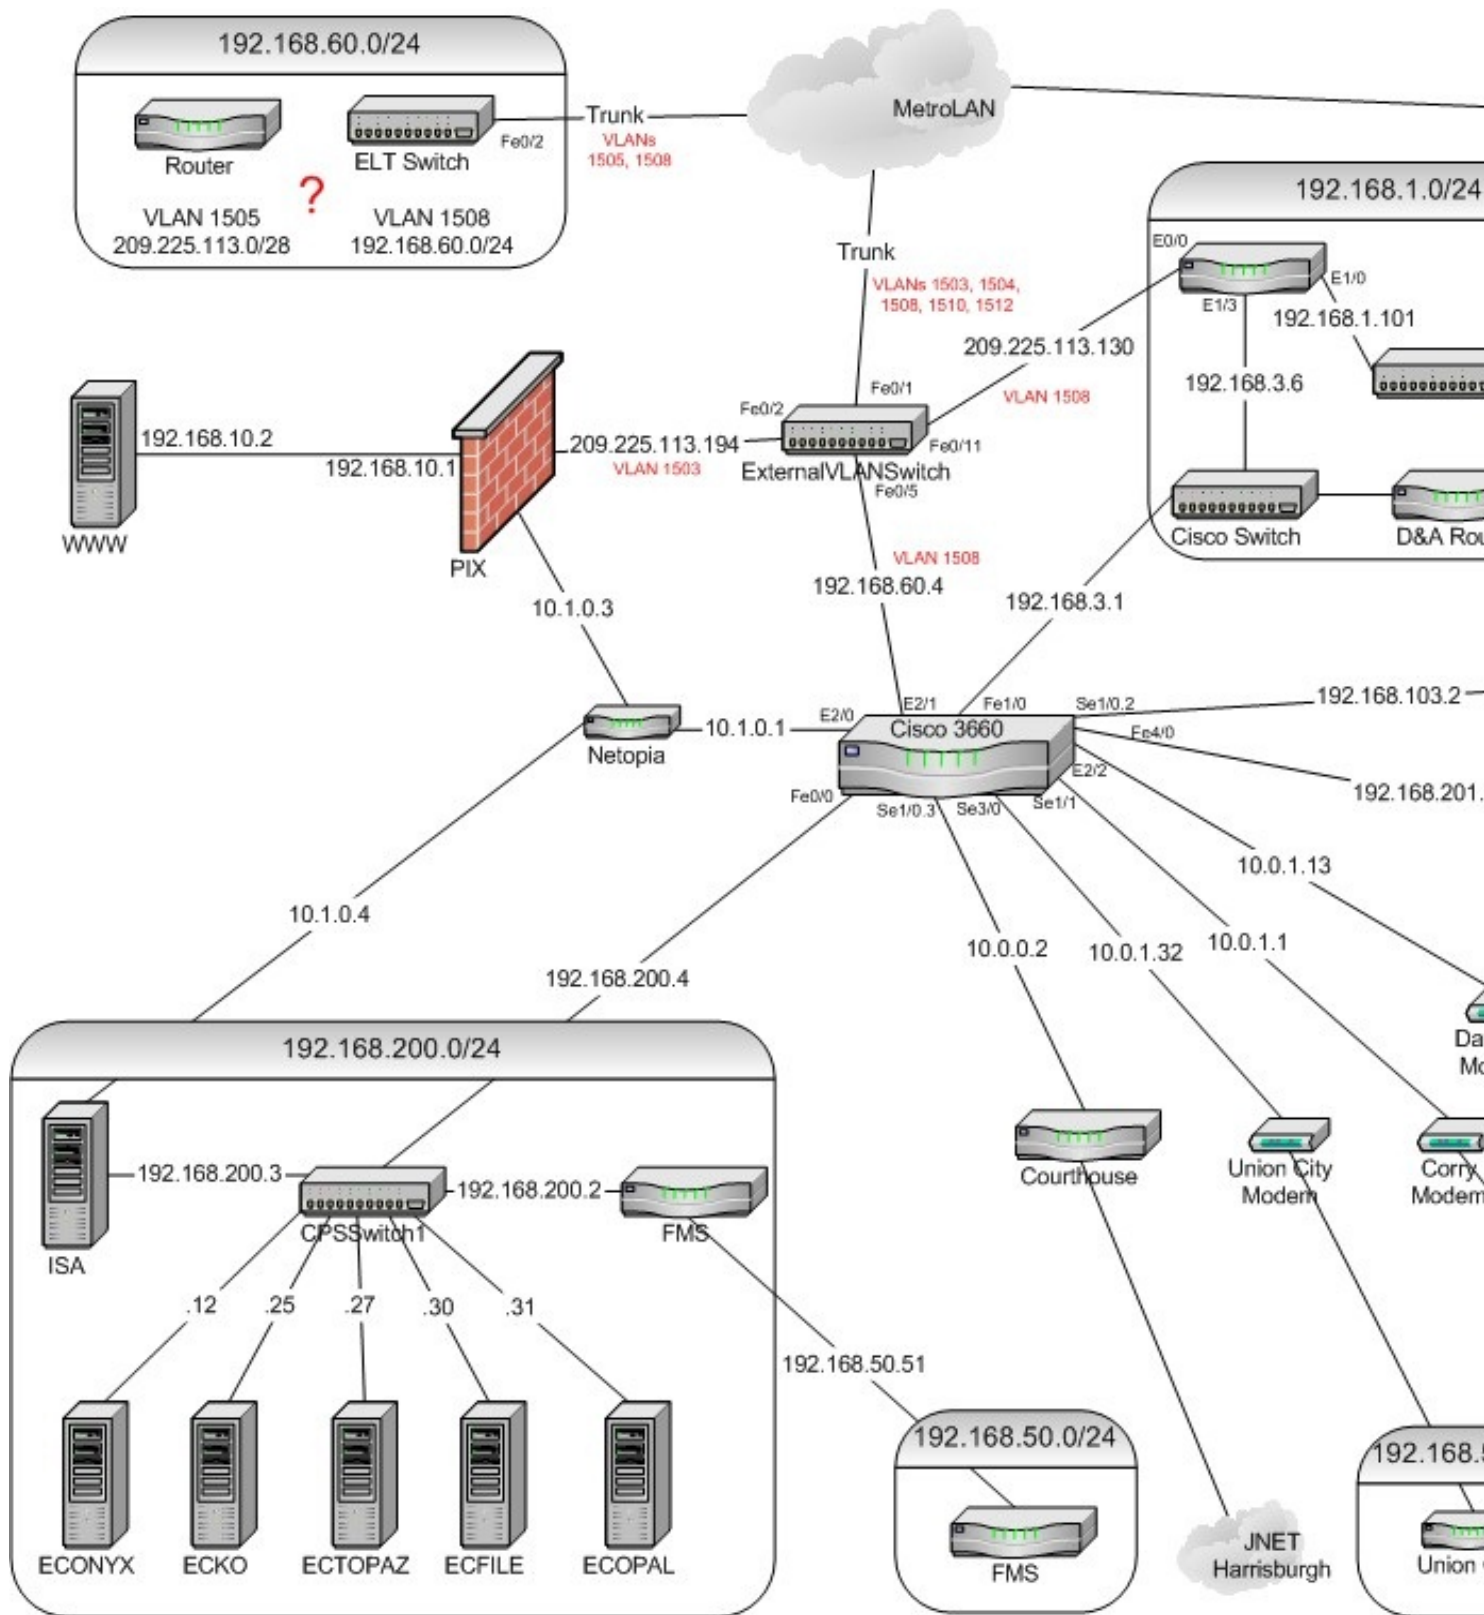 192.168.60.0/24
Router
ELT Switch
Fe0/2
?
VLAN 1505
209.225.113.0/28
VLAN 1508
192.168.60.0/24
Trunk
VLANs
1505, 1508
MetroLAN
Trunk
VLANs 1503, 1504,
1508, 1510, 1512
192.168.1.0/24
E0/0
E1/0
E1/3
192.168.1.101
192.168.3.6
Cisco Switch
D&A Rou
209.225.113.130
VLAN 1508
Fe0/1
Fe0/2
Fe0/11
ExternalVLANSwitch
Fe0/5
209.225.113.194
VLAN 1503
192.168.10.2
192.168.10.1
WWW
PIX
10.1.0.3
VLAN 1508
192.168.60.4
192.168.3.1
Netopia
10.1.0.1
E2/0
E2/1
Fe1/0
Se1/0.2
Cisco 3660
Fe4/0
E2/2
Fe0/0
Se1/0.3
Se3/0
Se1/1
192.168.103.2
192.168.201.
10.0.1.13
10.1.0.4
192.168.200.4
10.0.0.2
10.0.1.32
10.0.1.1
Da
Mo
192.168.200.0/24
192.168.200.3
192.168.200.2
ISA
CPSSwitch1
FMS
.12
.25
.27
.30
.31
ECONYX
ECKO
ECTOPAZ
ECFILE
ECOPAL
Courthouse
Union City
Modem
Corry
Modem
192.168.50.51
192.168.50.0/24
FMS
JNET
Harrisburgh
192.168.5
Union